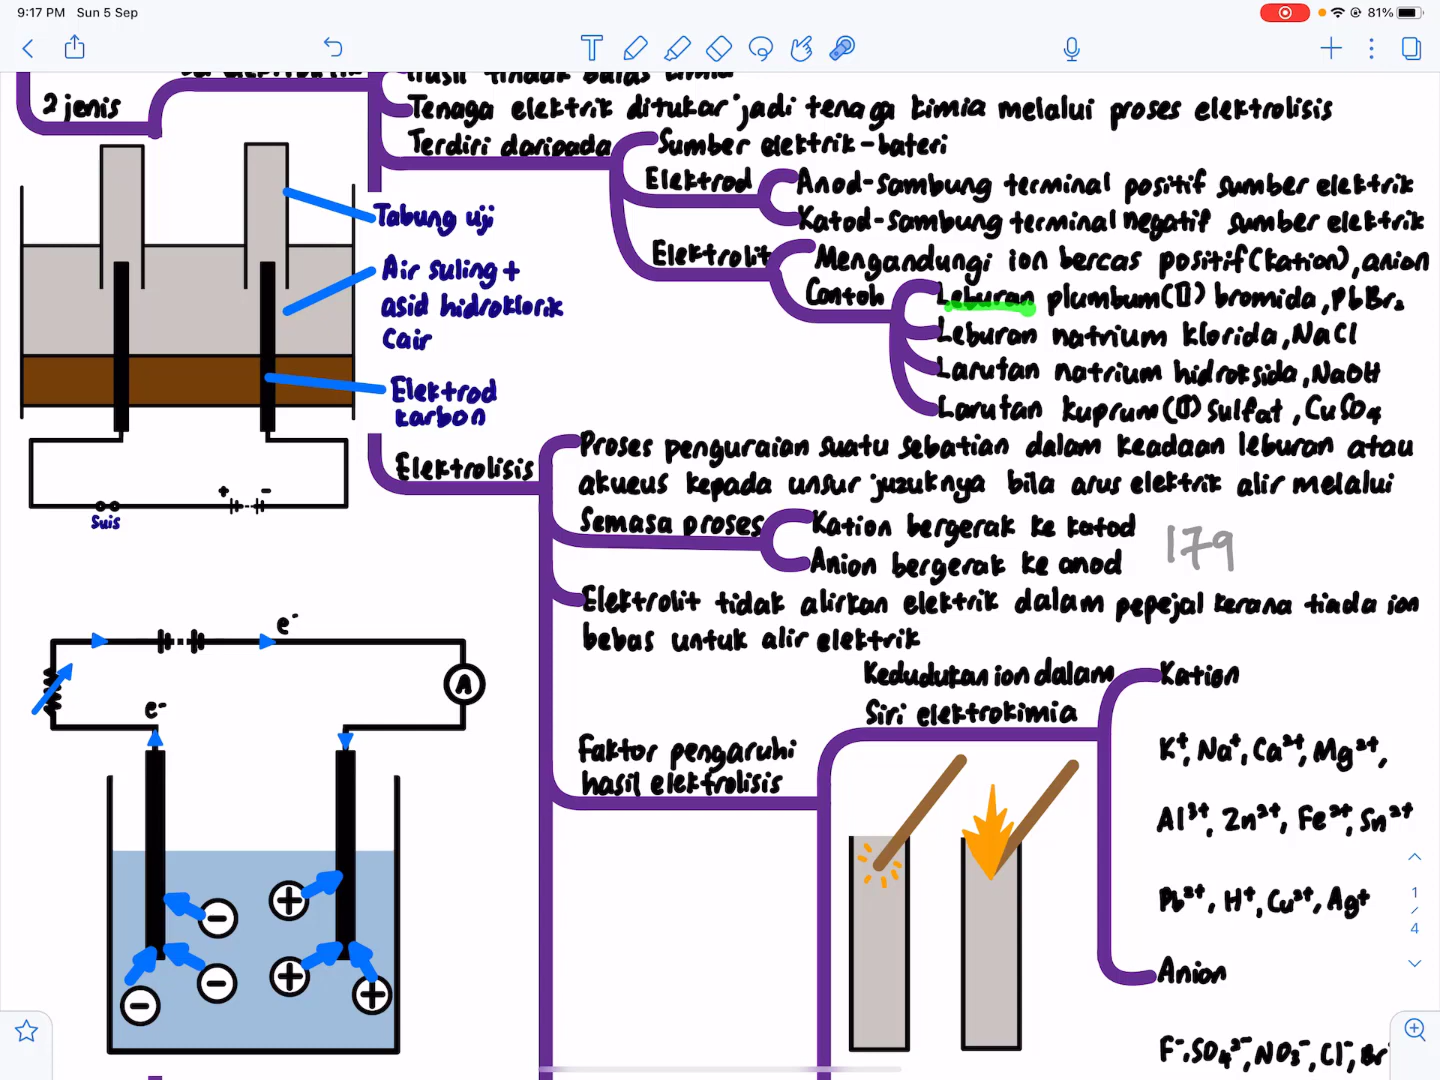 9:17 PM Sun 5 Sep
81%
2 jenis
Hasil tindak balas kimia
Tenaga elektrik ditukar jadi tenaga kimia melalui proses elektrolisis
Terdiri daripada
Sumber elektrik-bateri
Elektrod
Anod-sambung terminal positif sumber elektrik
Katod-sambung terminal negatif sumber elektrik
Elektrolit
Mengandungi ion bercas positif(kation), anion
Contoh
Leburan plumbum(II) bromida, PbBr₂
Leburan natrium klorida, NaCl
Larutan natrium hidroksida, NaOH
Larutan kuprum(II) sulfat, CuSO₄
Tabung uji
Air suling +
asid hidroklorik
cair
Elektrod
karbon
+ -
Suis
Elektrolisis
Proses penguraian suatu sebatian dalam keadaan leburan atau
akueus kepada unsur juzuknya bila arus elektrik alir melalui
Semasa proses
Kation bergerak ke katod
Anion bergerak ke anod
179
Elektrolit tidak alirkan elektrik dalam pepejal kerana tiada ion
bebas untuk alir elektrik
Faktor pengaruhi
hasil elektrolisis
Kedudukan ion dalam
Siri elektrokimia
Kation
K⁺, Na⁺, Ca²⁺, Mg²⁺,
Al³⁺, Zn²⁺, Fe²⁺, Sn²⁺
Pb²⁺, H⁺, Cu²⁺, Ag⁺
Anion
F⁻, SO₄²⁻, NO₃⁻, Cl⁻, Br⁻
e⁻
A
e⁻
- + - + - +
1
/
4